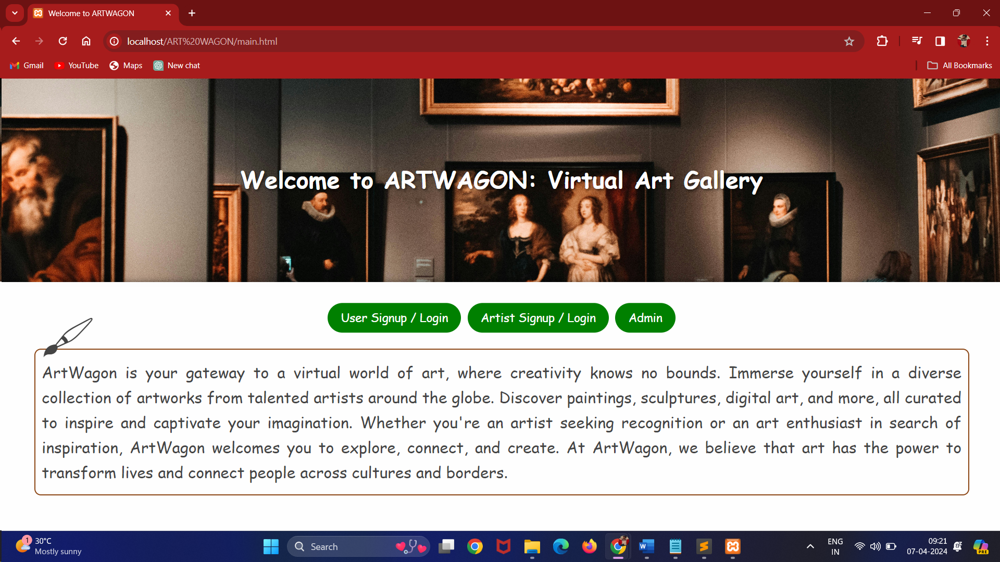 Welcome to ARTWAGON
localhost/ART%20WAGON/main.html
Gmail YouTube Maps New chat All Bookmarks
Welcome to ARTWAGON: Virtual Art Gallery
User Signup / Login Artist Signup / Login Admin
ArtWagon is your gateway to a virtual world of art, where creativity knows no bounds. Immerse yourself in a diverse
collection of artworks from talented artists around the globe. Discover paintings, sculptures, digital art, and more, all curated
to inspire and captivate your imagination. Whether you're an artist seeking recognition or an art enthusiast in search of
inspiration, ArtWagon welcomes you to explore, connect, and create. At ArtWagon, we believe that art has the power to
transform lives and connect people across cultures and borders.
1
30°C
Mostly sunny
Search
W
ENG
IN
09:21
07-04-2024
PRE